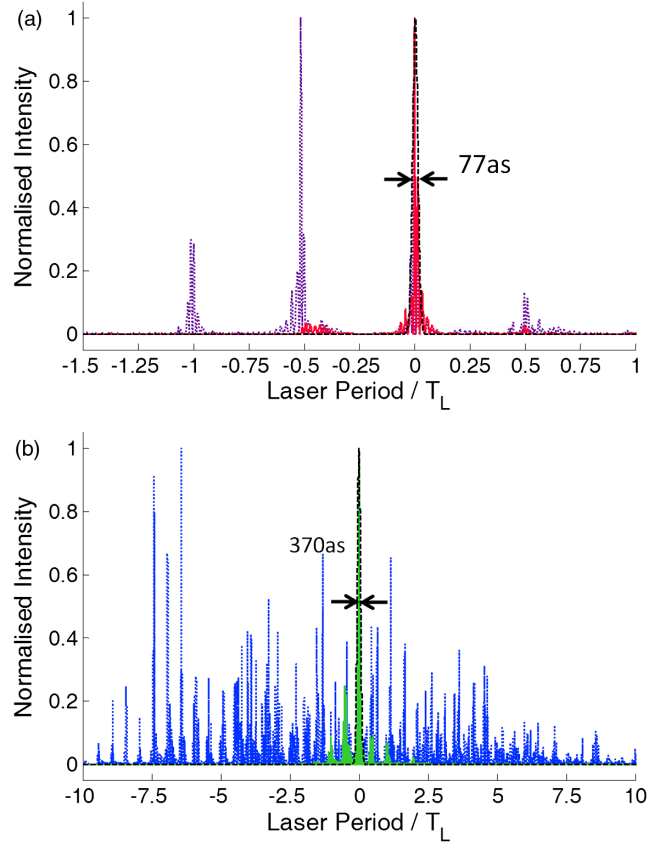 (a)
Normalised Intensity
1
0.8
0.6
0.4
0.2
0
77as
-1.5 -1.25 -1 -0.75 -0.5 -0.25 0 0.25 0.5 0.75 1
Laser Period / T_L
(b)
Normalised Intensity
1
0.8
0.6
0.4
0.2
0
370as
-10 -7.5 -5 -2.5 0 2.5 5 7.5 10
Laser Period / T_L